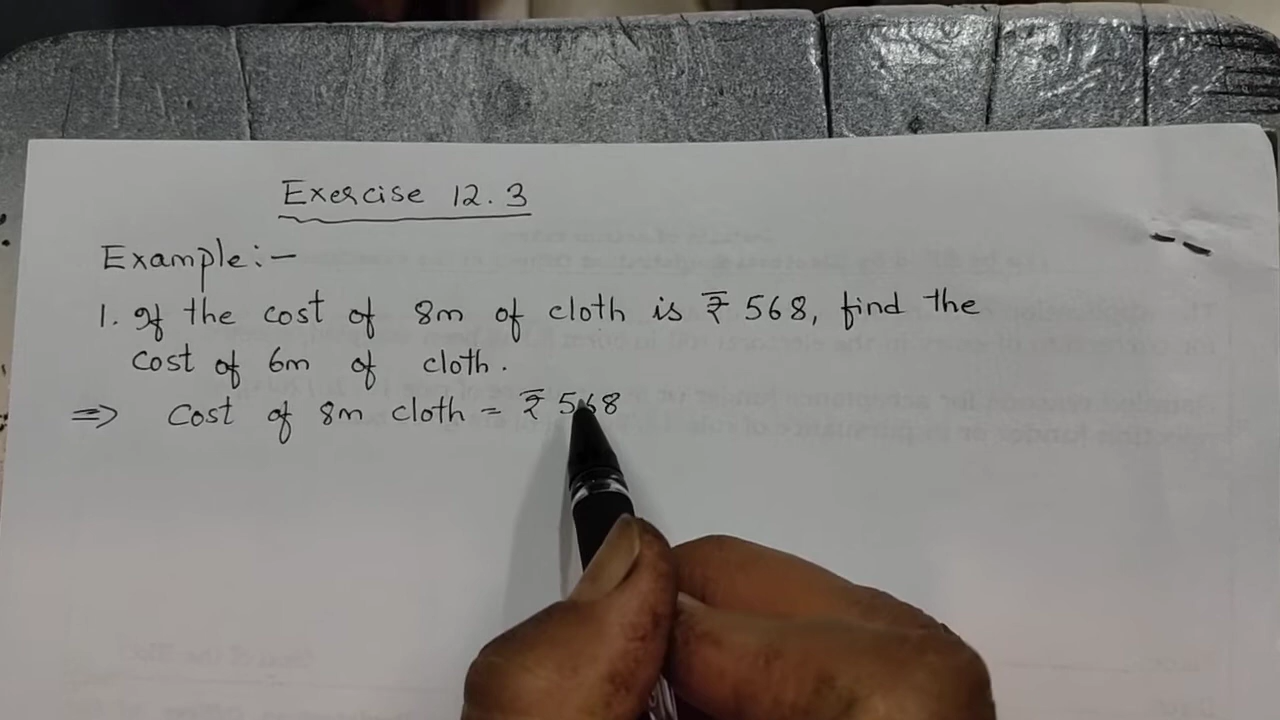 Exercise 12.3
Example:-
1. If the cost of 8m of cloth is ₹ 568, find the
cost of 6m of cloth.
⇒ Cost of 8m cloth = ₹ 568